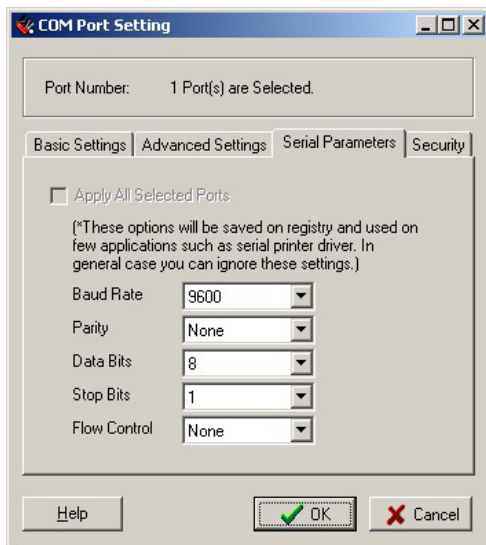 COM Port Setting
Port Number: 1 Port(s) are Selected.
Basic Settings Advanced Settings Serial Parameters Security
Apply All Selected Ports
(*These options will be saved on registry and used on
few applications such as serial printer driver. In
general case you can ignore these settings.)
Baud Rate 9600
Parity None
Data Bits 8
Stop Bits 1
Flow Control None
Help OK Cancel